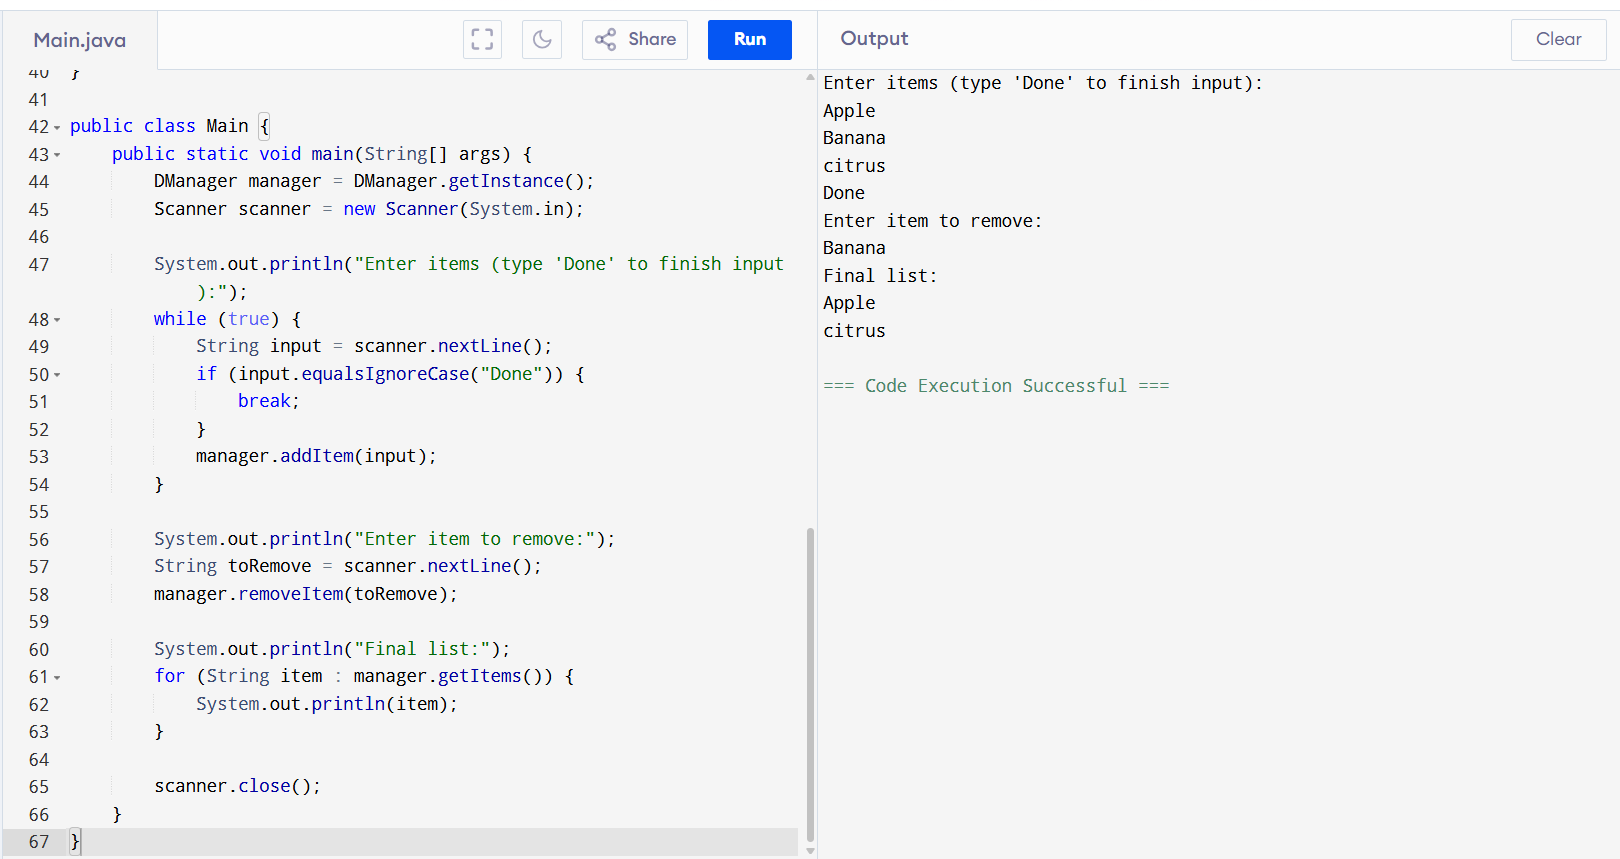 Main.java
Share
Run
40 }
41
42 public class Main {
43     public static void main(String[] args) {
44         DManager manager = DManager.getInstance();
45         Scanner scanner = new Scanner(System.in);
46
47         System.out.println("Enter items (type 'Done' to finish input
            ):");
48         while (true) {
49             String input = scanner.nextLine();
50             if (input.equalsIgnoreCase("Done")) {
51                 break;
52             }
53             manager.addItem(input);
54         }
55
56         System.out.println("Enter item to remove:");
57         String toRemove = scanner.nextLine();
58         manager.removeItem(toRemove);
59
60         System.out.println("Final list:");
61         for (String item : manager.getItems()) {
62             System.out.println(item);
63         }
64
65         scanner.close();
66     }
67 }
Output
Clear
Enter items (type 'Done' to finish input):
Apple
Banana
citrus
Done
Enter item to remove:
Banana
Final list:
Apple
citrus
=== Code Execution Successful ===